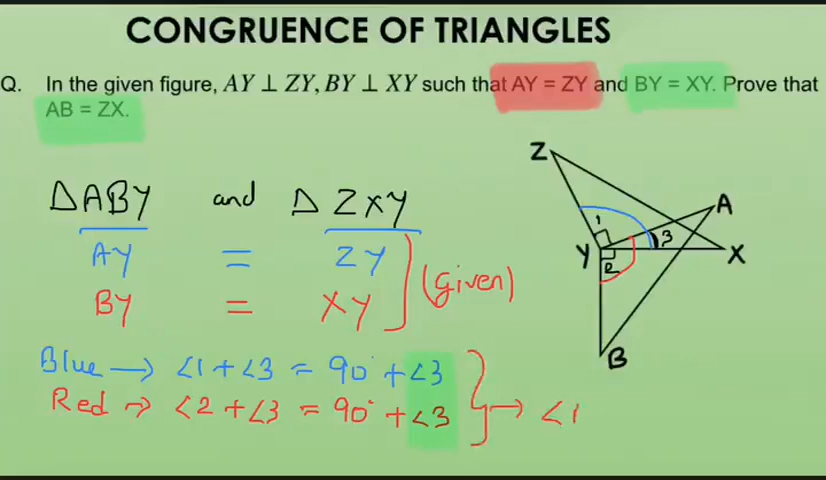 CONGRUENCE OF TRIANGLES
Q. In the given figure, AY ⊥ ZY, BY ⊥ XY such that AY = ZY and BY = XY. Prove that
AB = ZX.
△ABY and △ZXY
AY = ZY
BY = XY
(Given)
Blue → ∠1 + ∠3 = 90° + ∠3
Red → ∠2 + ∠3 = 90° + ∠3
→ ∠1
Z
A
1
3
Y
X
2
B